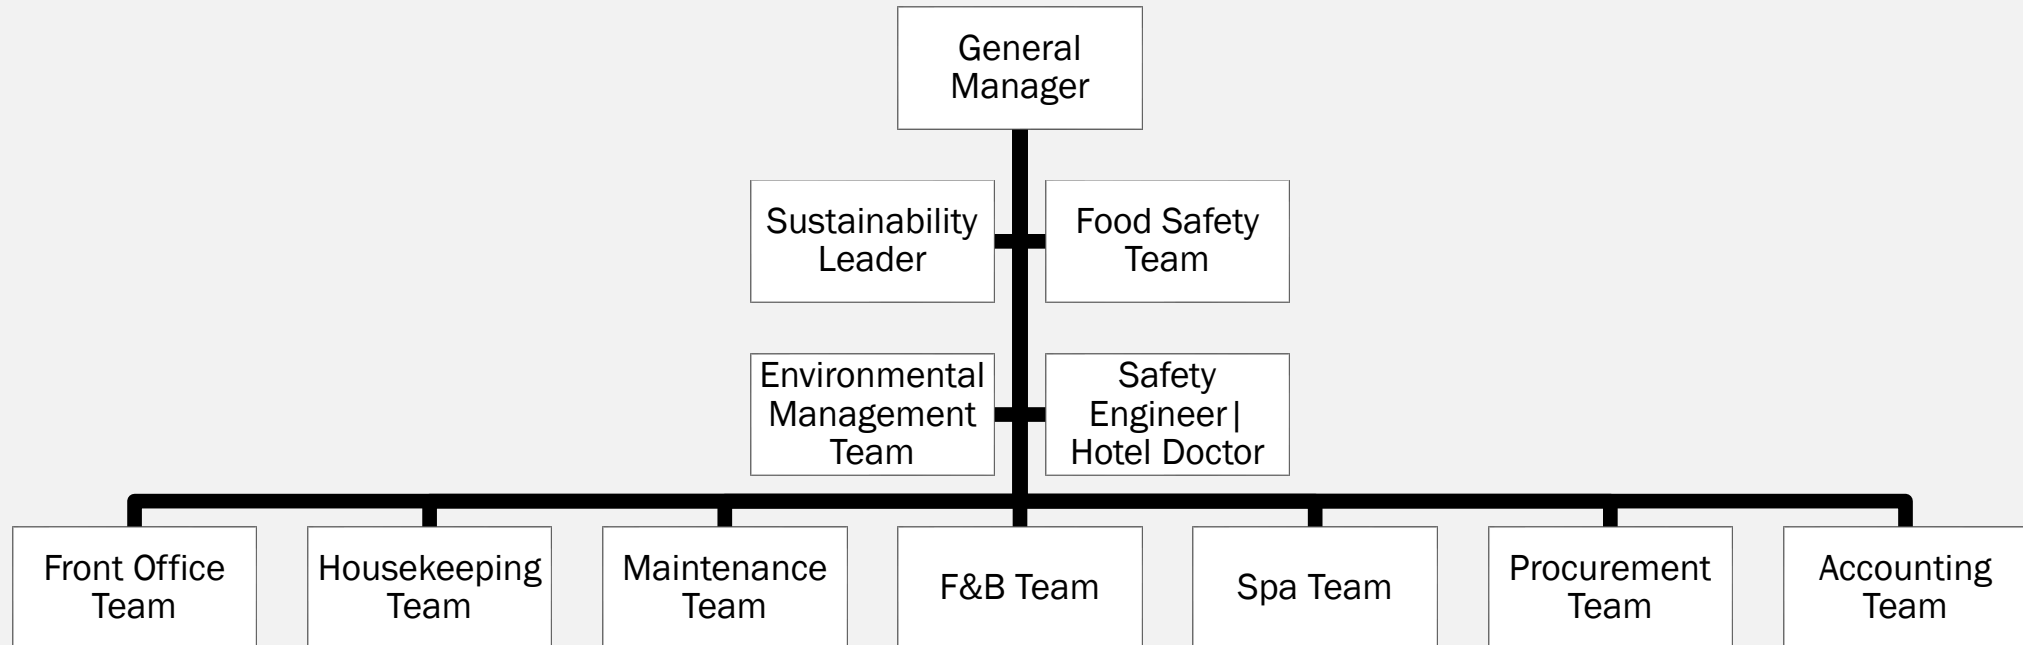 General
Manager
Sustainability
Leader
Food Safety
Team
Environmental
Management
Team
Safety
Engineer|
Hotel Doctor
Front Office
Team
Housekeeping
Team
Maintenance
Team
F&B Team
Spa Team
Procurement
Team
Accounting
Team